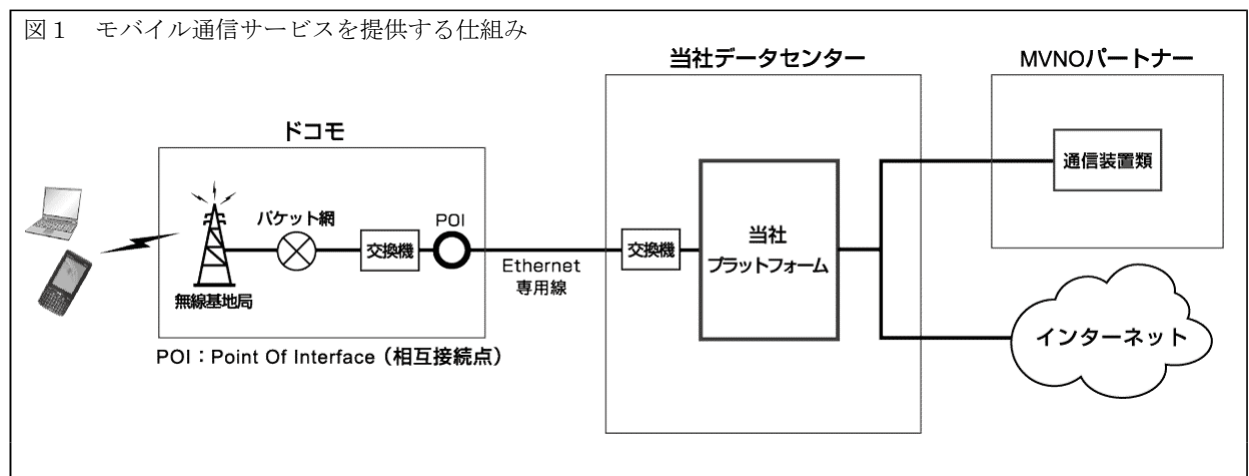 図1 モバイル通信サービスを提供する仕組み
当社データセンター
MVNOパートナー
ドコモ
通信装置類
パケット網
POI
交換機
交換機
当社
プラットフォーム
Ethernet
専用線
無線基地局
インターネット
POI：Point Of Interface（相互接続点）